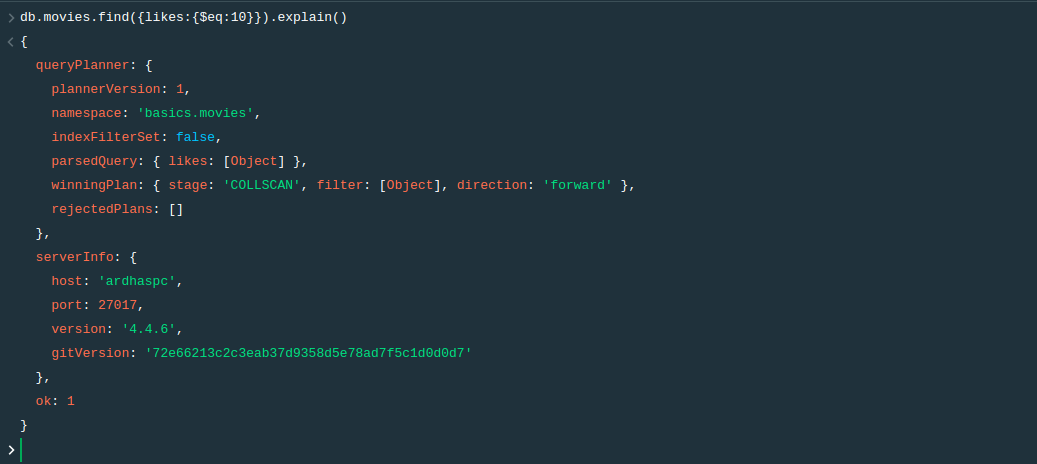 > db.movies.find({likes:{$eq:10}}).explain()
< {
queryPlanner: {
plannerVersion: 1,
namespace: 'basics.movies',
indexFilterSet: false,
parsedQuery: { likes: [Object] },
winningPlan: { stage: 'COLLSCAN', filter: [Object], direction: 'forward' },
rejectedPlans: []
},
serverInfo: {
host: 'ardhaspc',
port: 27017,
version: '4.4.6',
gitVersion: '72e66213c2c3eab37d9358d5e78ad7f5c1d0d0d7'
},
ok: 1
}
>